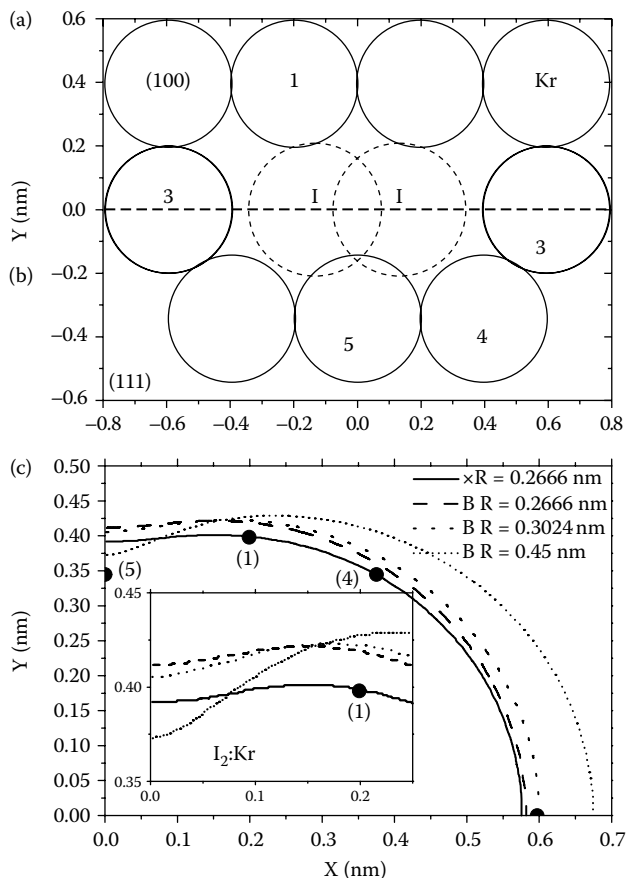 (a)
0.6
0.4
0.2
0.0
−0.2
−0.4
−0.6
Y (nm)
(100)
1
Kr
3
I
I
3
(b)
5
4
(111)
−0.8 −0.6 −0.4 −0.2 0.0 0.2 0.4 0.6 0.8
(c)
0.50
0.45
0.40
0.35
0.30
0.25
0.20
0.15
0.10
0.05
0.00
Y (nm)
×R = 0.2666 nm
B R = 0.2666 nm
B R = 0.3024 nm
B R = 0.45 nm
(5)
(1)
(4)
0.45
0.40
0.35
(1)
I2:Kr
0.0 0.1 0.2
0.0 0.1 0.2 0.3 0.4 0.5 0.6 0.7
X (nm)